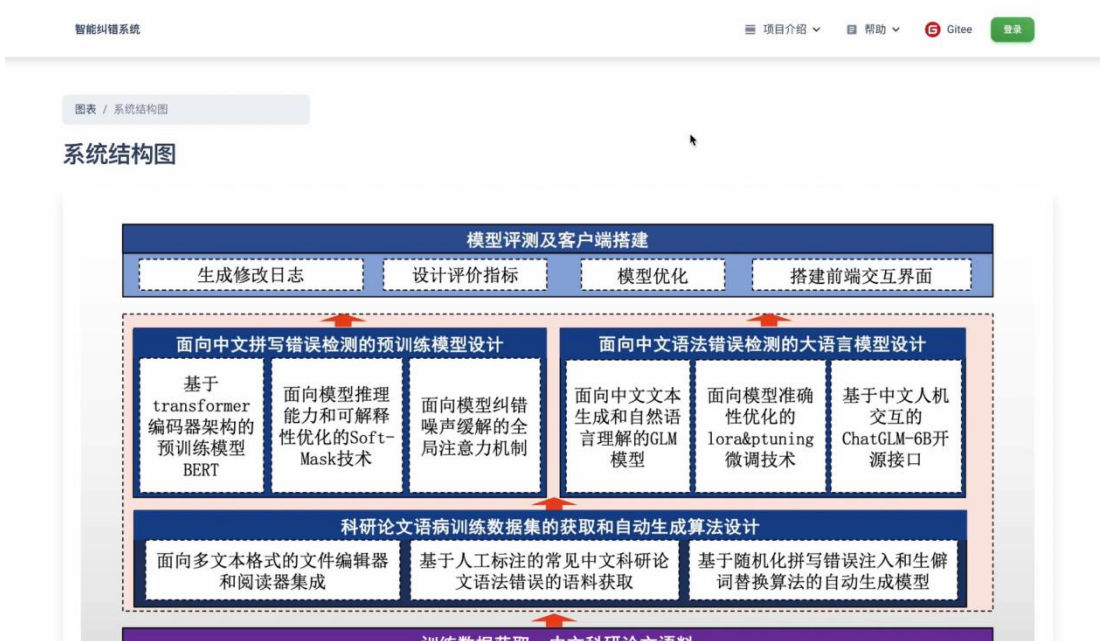 智能纠错系统
项目介绍
帮助
Gitee
登录
图表 / 系统结构图
系统结构图
模型评测及客户端搭建
生成修改日志
设计评价指标
模型优化
搭建前端交互界面
面向中文拼写错误检测的预训练模型设计
基于
transformer
编码器架构的
预训练模型
BERT
面向模型推理
能力和可解释
性优化的Soft-
Mask技术
面向模型纠错
噪声缓解的全
局注意力机制
面向中文语法错误检测的大语言模型设计
面向中文文本
生成和自然语
言理解的GLM
模型
面向模型准确
性优化的
lora&ptuning
微调技术
基于中文人机
交互的
ChatGLM-6B开
源接口
科研论文语病训练数据集的获取和自动生成算法设计
面向多文本格式的文件编辑器
和阅读器集成
基于人工标注的常见中文科研论
文语法错误的语料获取
基于随机化拼写错误注入和生僻
词替换算法的自动生成模型